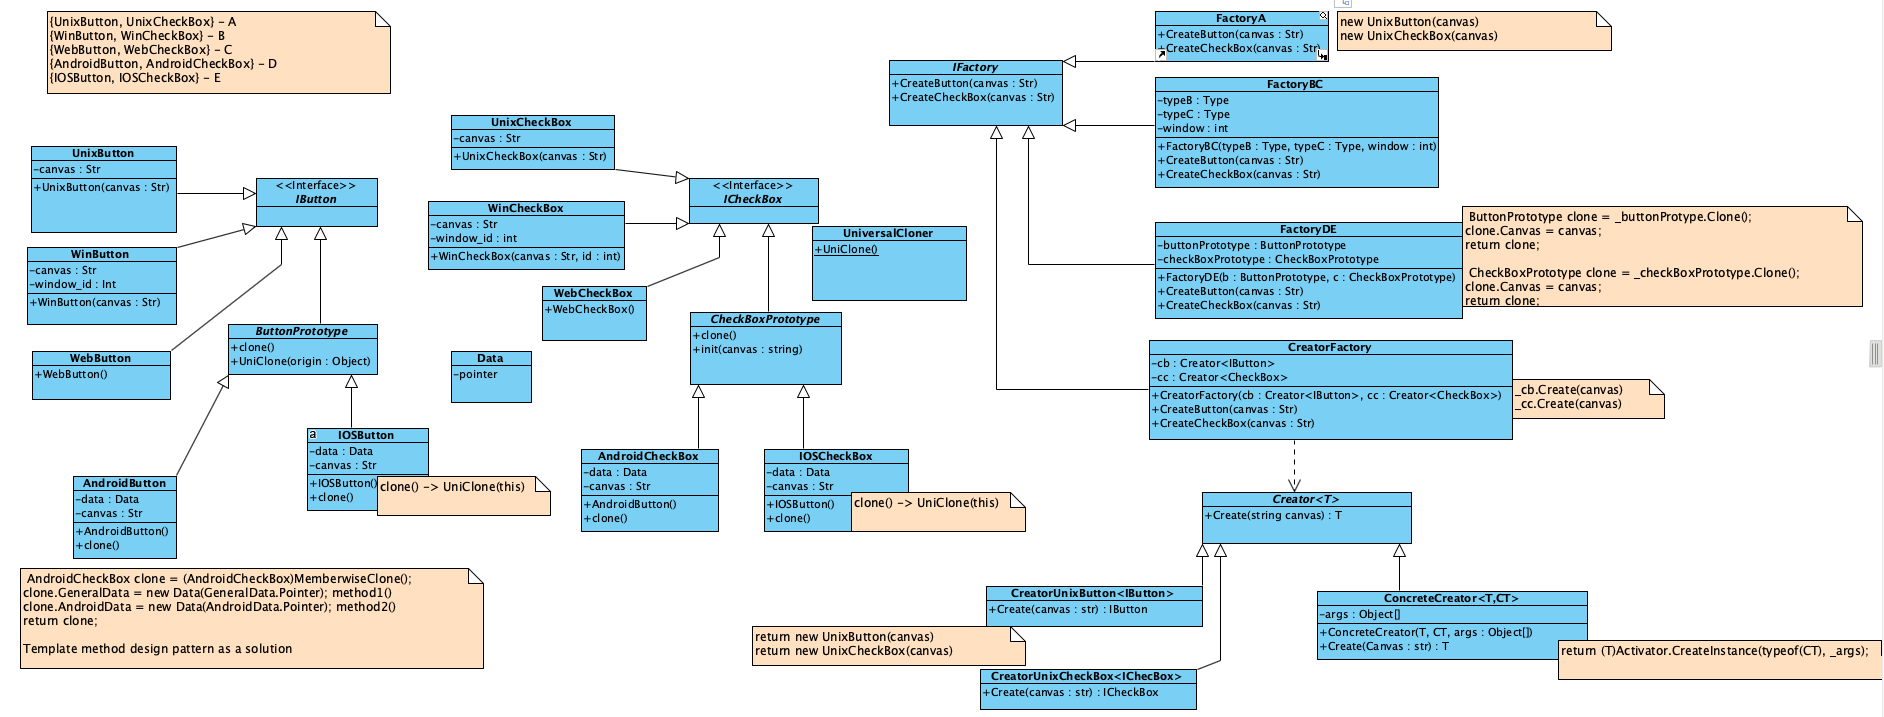 {UnixButton, UnixCheckBox} – A
{WinButton, WinCheckBox} – B
{WebButton, WebCheckBox} – C
{AndroidButton, AndroidCheckBox} – D
{IOSButton, IOSCheckBox} – E
UnixButton
-canvas : Str
+UnixButton(canvas : Str)
<<Interface>>
IButton
WinButton
-canvas : Str
-window_id : Int
+WinButton(canvas : Str)
WebButton
+WebButton()
ButtonPrototype
+clone()
+UniClone(origin : Object)
a
IOSButton
-data : Data
-canvas : Str
+IOSButton()
+clone()
clone() -> UniClone(this)
AndroidButton
-data : Data
-canvas : Str
+AndroidButton()
+clone()
AndroidCheckBox clone = (AndroidCheckBox)MemberwiseClone();
clone.GeneralData = new Data(GeneralData.Pointer); method1()
clone.AndroidData = new Data(AndroidData.Pointer); method2()
return clone;
Template method design pattern as a solution
UnixCheckBox
-canvas : Str
+UnixCheckBox(canvas : Str)
<<Interface>>
ICheckBox
WinCheckBox
-canvas : Str
-window_id : int
+WinCheckBox(canvas : Str, id : int)
UniversalCloner
+UniClone()
WebCheckBox
+WebCheckBox()
CheckBoxPrototype
+clone()
+init(canvas : string)
Data
-pointer
AndroidCheckBox
-data : Data
-canvas : Str
+AndroidButton()
+clone()
IOSCheckBox
-data : Data
-canvas : Str
+IOSButton()
+clone()
clone() -> UniClone(this)
IFactory
+CreateButton(canvas : Str)
+CreateCheckBox(canvas : Str)
FactoryA
+CreateButton(canvas : Str)
+CreateCheckBox(canvas : Str)
new UnixButton(canvas)
new UnixCheckBox(canvas)
FactoryBC
-typeB : Type
-typeC : Type
-window : int
+FactoryBC(typeB : Type, typeC : Type, window : int)
+CreateButton(canvas : Str)
+CreateCheckBox(canvas : Str)
FactoryDE
-buttonPrototype : ButtonPrototype
-checkBoxPrototype : CheckBoxPrototype
+FactoryDE(b : ButtonPrototype, c : CheckBoxPrototype)
+CreateButton(canvas : Str)
+CreateCheckBox(canvas : Str)
ButtonPrototype clone = _buttonProtype.Clone();
clone.Canvas = canvas;
return clone;
CheckBoxPrototype clone = _checkBoxPrototype.Clone();
clone.Canvas = canvas;
return clone;
CreatorFactory
-cb : Creator<IButton>
-cc : Creator<CheckBox>
+CreatorFactory(cb : Creator<IButton>, cc : Creator<CheckBox>)
+CreateButton(canvas : Str)
+CreateCheckBox(canvas : Str)
_cb.Create(canvas)
_cc.Create(canvas)
Creator<T>
+Create(string canvas) : T
CreatorUnixButton<IButton>
+Create(canvas : str) : IButton
return new UnixButton(canvas)
return new UnixCheckBox(canvas)
CreatorUnixCheckBox<IChecBox>
+Create(canvas : str) : ICheckBox
ConcreteCreator<T,CT>
-args : Object[]
+ConcreteCreator(T, CT, args : Object[])
+Create(Canvas : str) : T
return (T)Activator.CreateInstance(typeof(CT), _args);